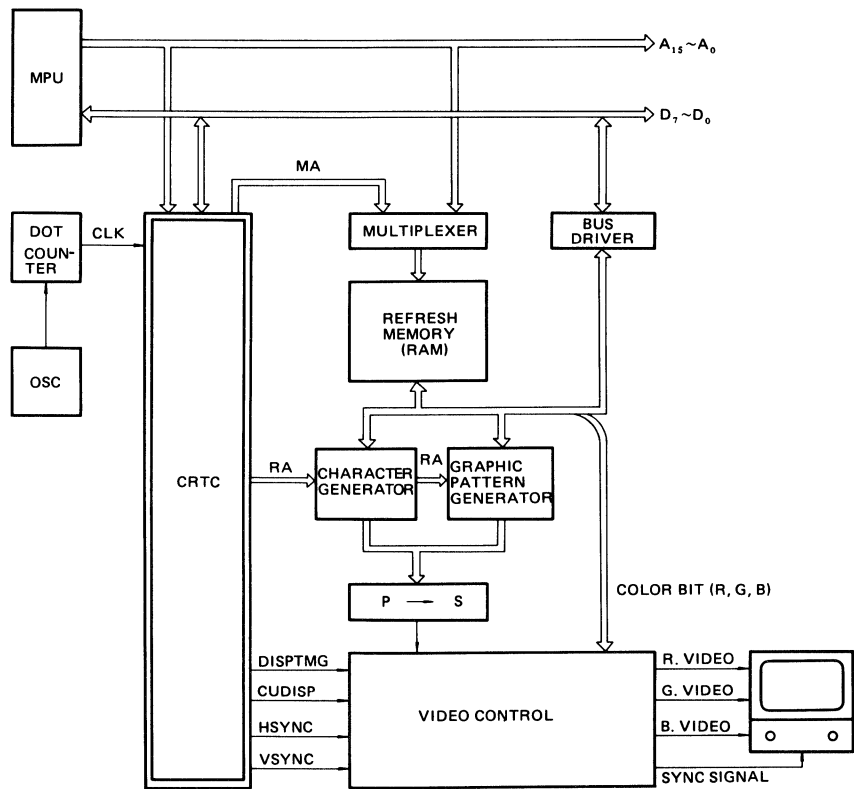 MPU
A₁₅~A₀
D₇~D₀
MA
DOT
COUN-
TER
CLK
MULTIPLEXER
BUS
DRIVER
REFRESH
MEMORY
(RAM)
OSC
CRTC
RA
CHARACTER
GENERATOR
RA
GRAPHIC
PATTERN
GENERATOR
P → S
COLOR BIT (R, G, B)
DISPTMG
CUDISP
HSYNC
VSYNC
VIDEO CONTROL
R. VIDEO
G. VIDEO
B. VIDEO
SYNC SIGNAL